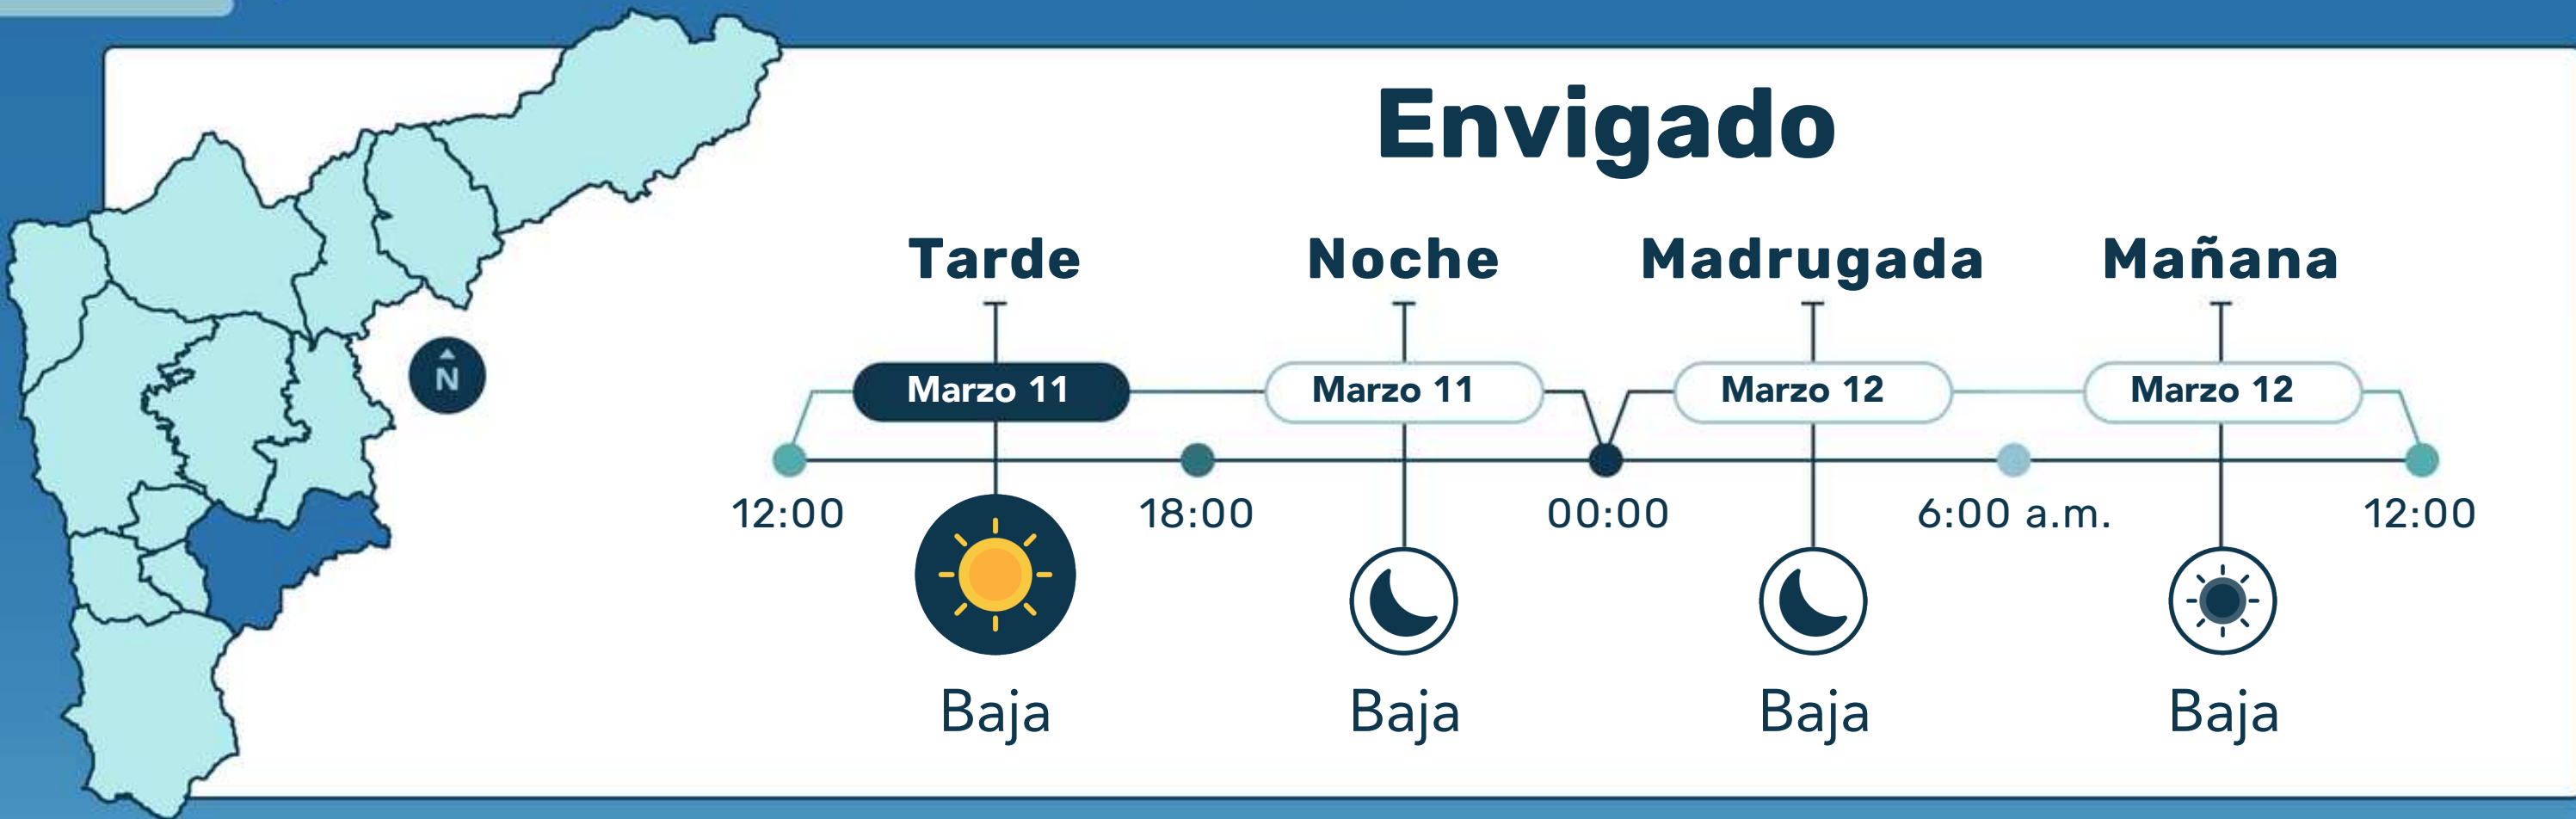 Envigado
Tarde Noche Madrugada Mañana
Marzo 11 Marzo 11 Marzo 12 Marzo 12
N
12:00 18:00 00:00 6:00 a.m. 12:00
Baja Baja Baja Baja